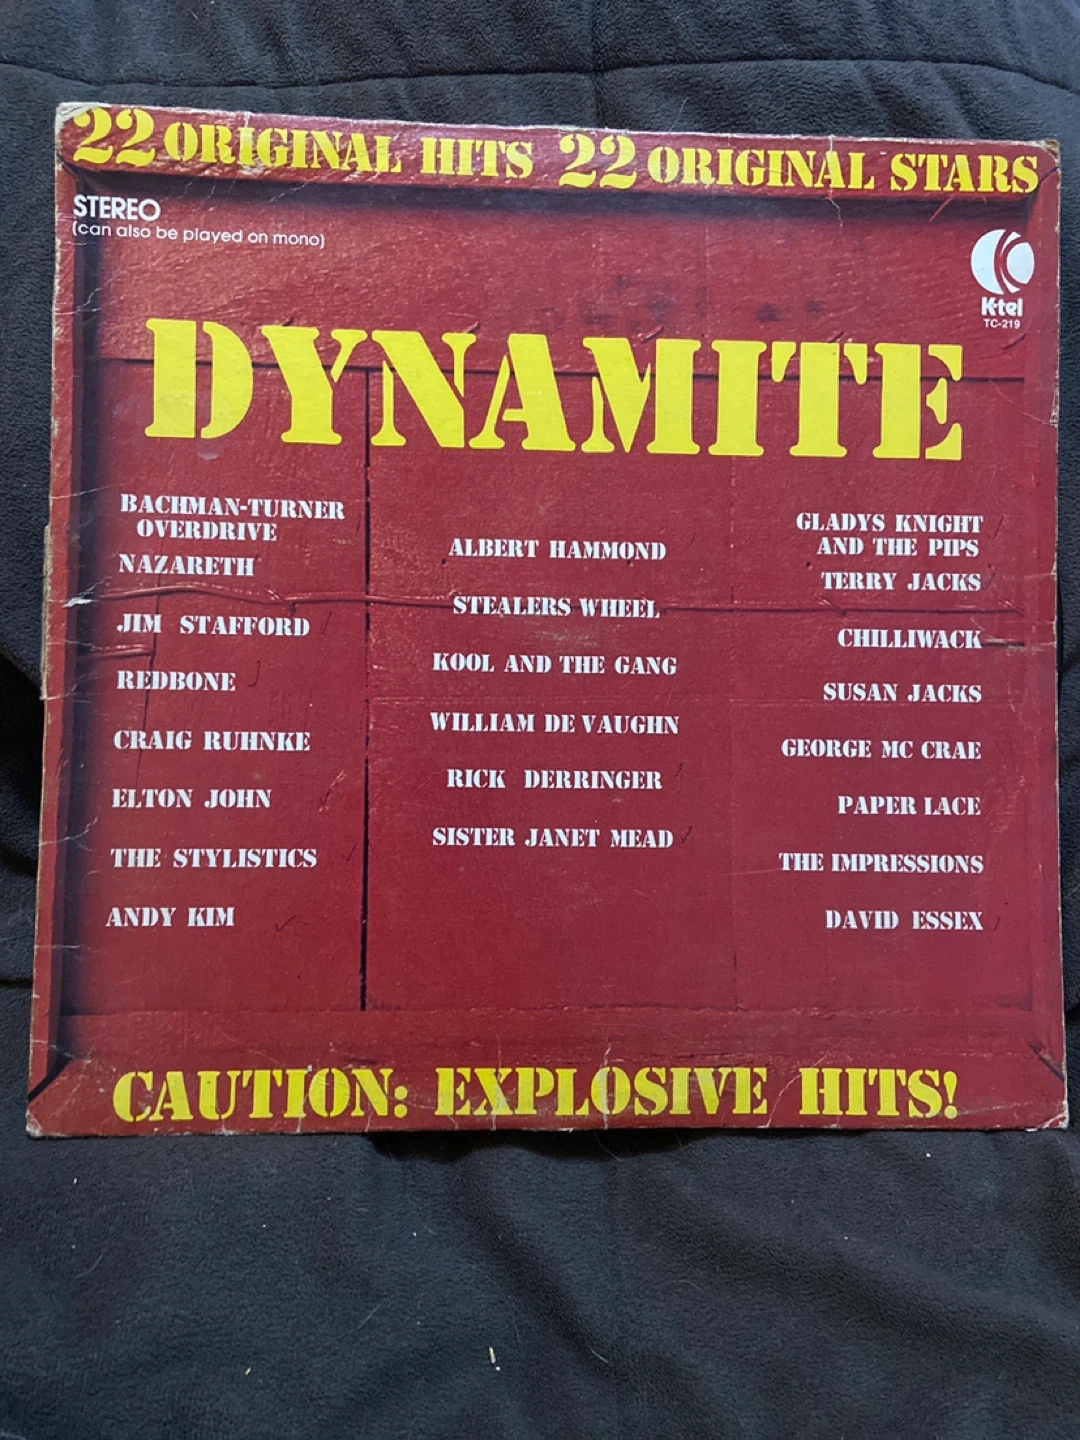 22 ORIGINAL HITS 22 ORIGINAL STARS
STEREO
(can also be played on mono)
K-tel
TC-219
DYNAMITE
BACHMAN-TURNER
OVERDRIVE
NAZARETH
JIM STAFFORD
REDBONE
CRAIG RUHNKE
ELTON JOHN
THE STYLISTICS
ANDY KIM
ALBERT HAMMOND
STEALERS WHEEL
KOOL AND THE GANG
WILLIAM DE VAUGHN
RICK DERRINGER
SISTER JANET MEAD
GLADYS KNIGHT
AND THE PIPS
TERRY JACKS
CHILLIWACK
SUSAN JACKS
GEORGE MC CRAE
PAPER LACE
THE IMPRESSIONS
DAVID ESSEX
CAUTION: EXPLOSIVE HITS!